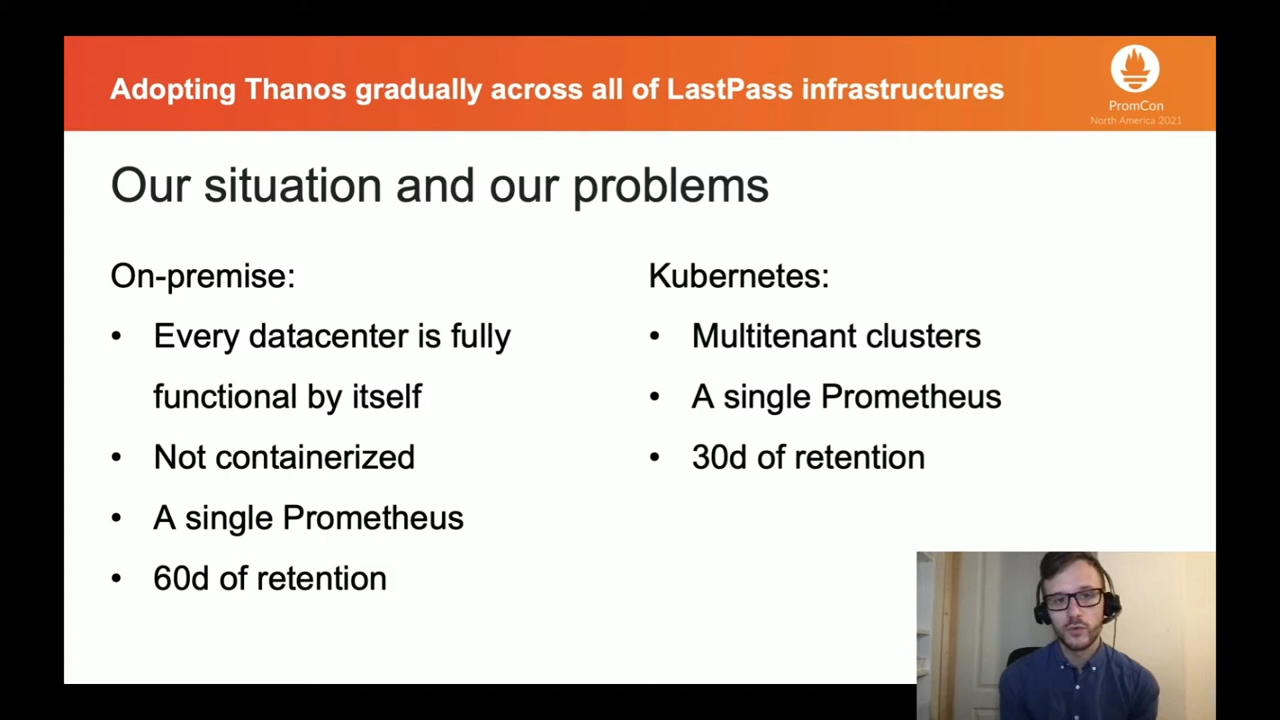 Adopting Thanos gradually across all of LastPass infrastructures
PromCon
North America 2021
Our situation and our problems
On-premise:
• Every datacenter is fully
functional by itself
• Not containerized
• A single Prometheus
• 60d of retention
Kubernetes:
• Multitenant clusters
• A single Prometheus
• 30d of retention